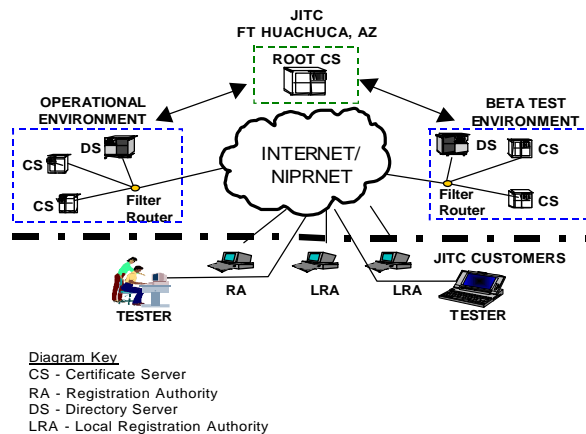 JITC
FT HUACHUCA, AZ
ROOT CS
OPERATIONAL
ENVIRONMENT
BETA TEST
ENVIRONMENT
DS
CS
CS
Filter
Router
INTERNET/
NIPRNET
DS
CS
CS
Filter
Router
JITC CUSTOMERS
TESTER
RA
LRA
LRA
TESTER
Diagram Key
CS - Certificate Server
RA - Registration Authority
DS - Directory Server
LRA - Local Registration Authority